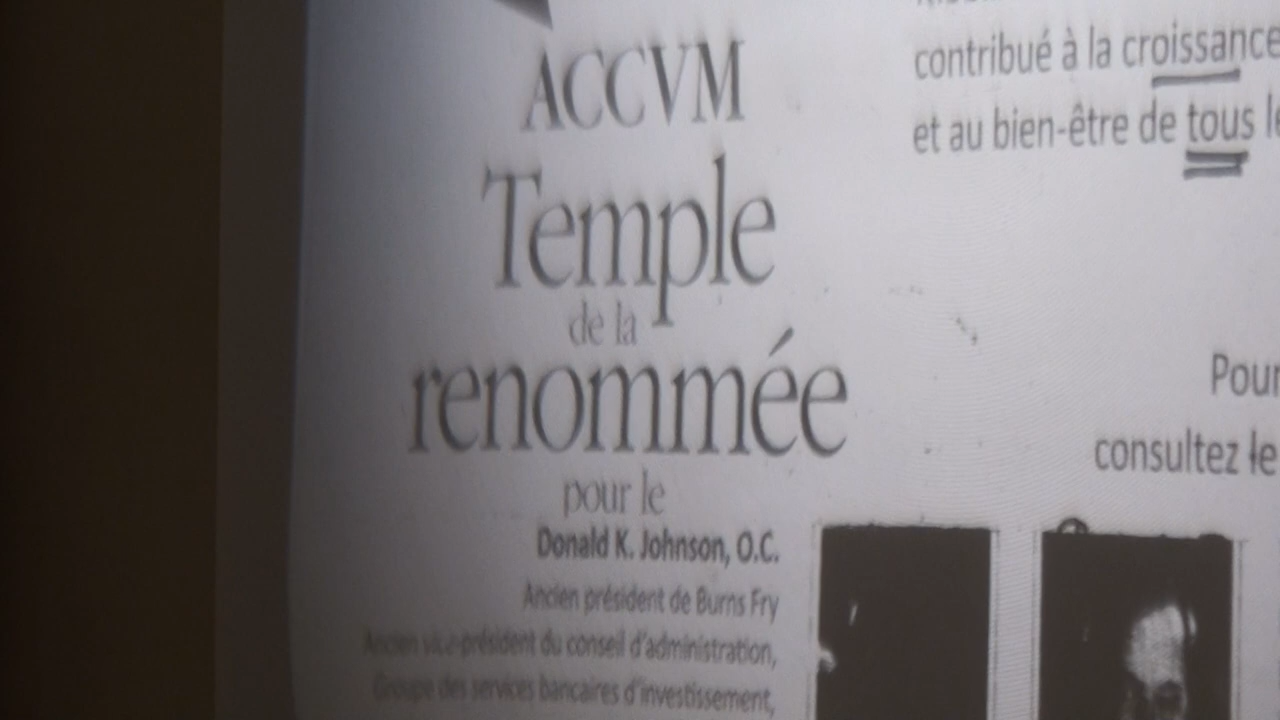 ACCVM
Temple
de la
renommée
pour le
Donald K. Johnson, O.C.
Ancien président de Burns Fry
Ancien vice-président du conseil d'administration,
Groupe des services bancaires d'investissement,
contribué à la croissance
et au bien-être de tous
Pour
consultez le